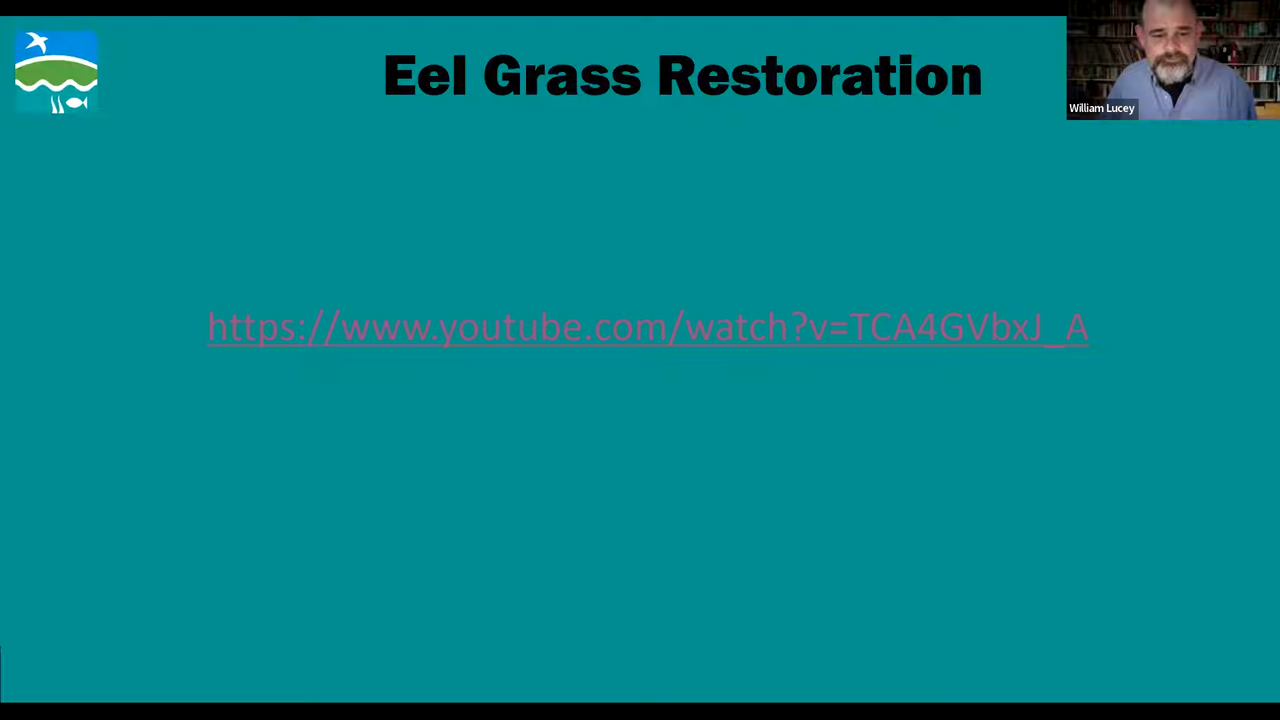 Eel Grass Restoration
William Lucey
https://www.youtube.com/watch?v=TCA4GVbxJ_A